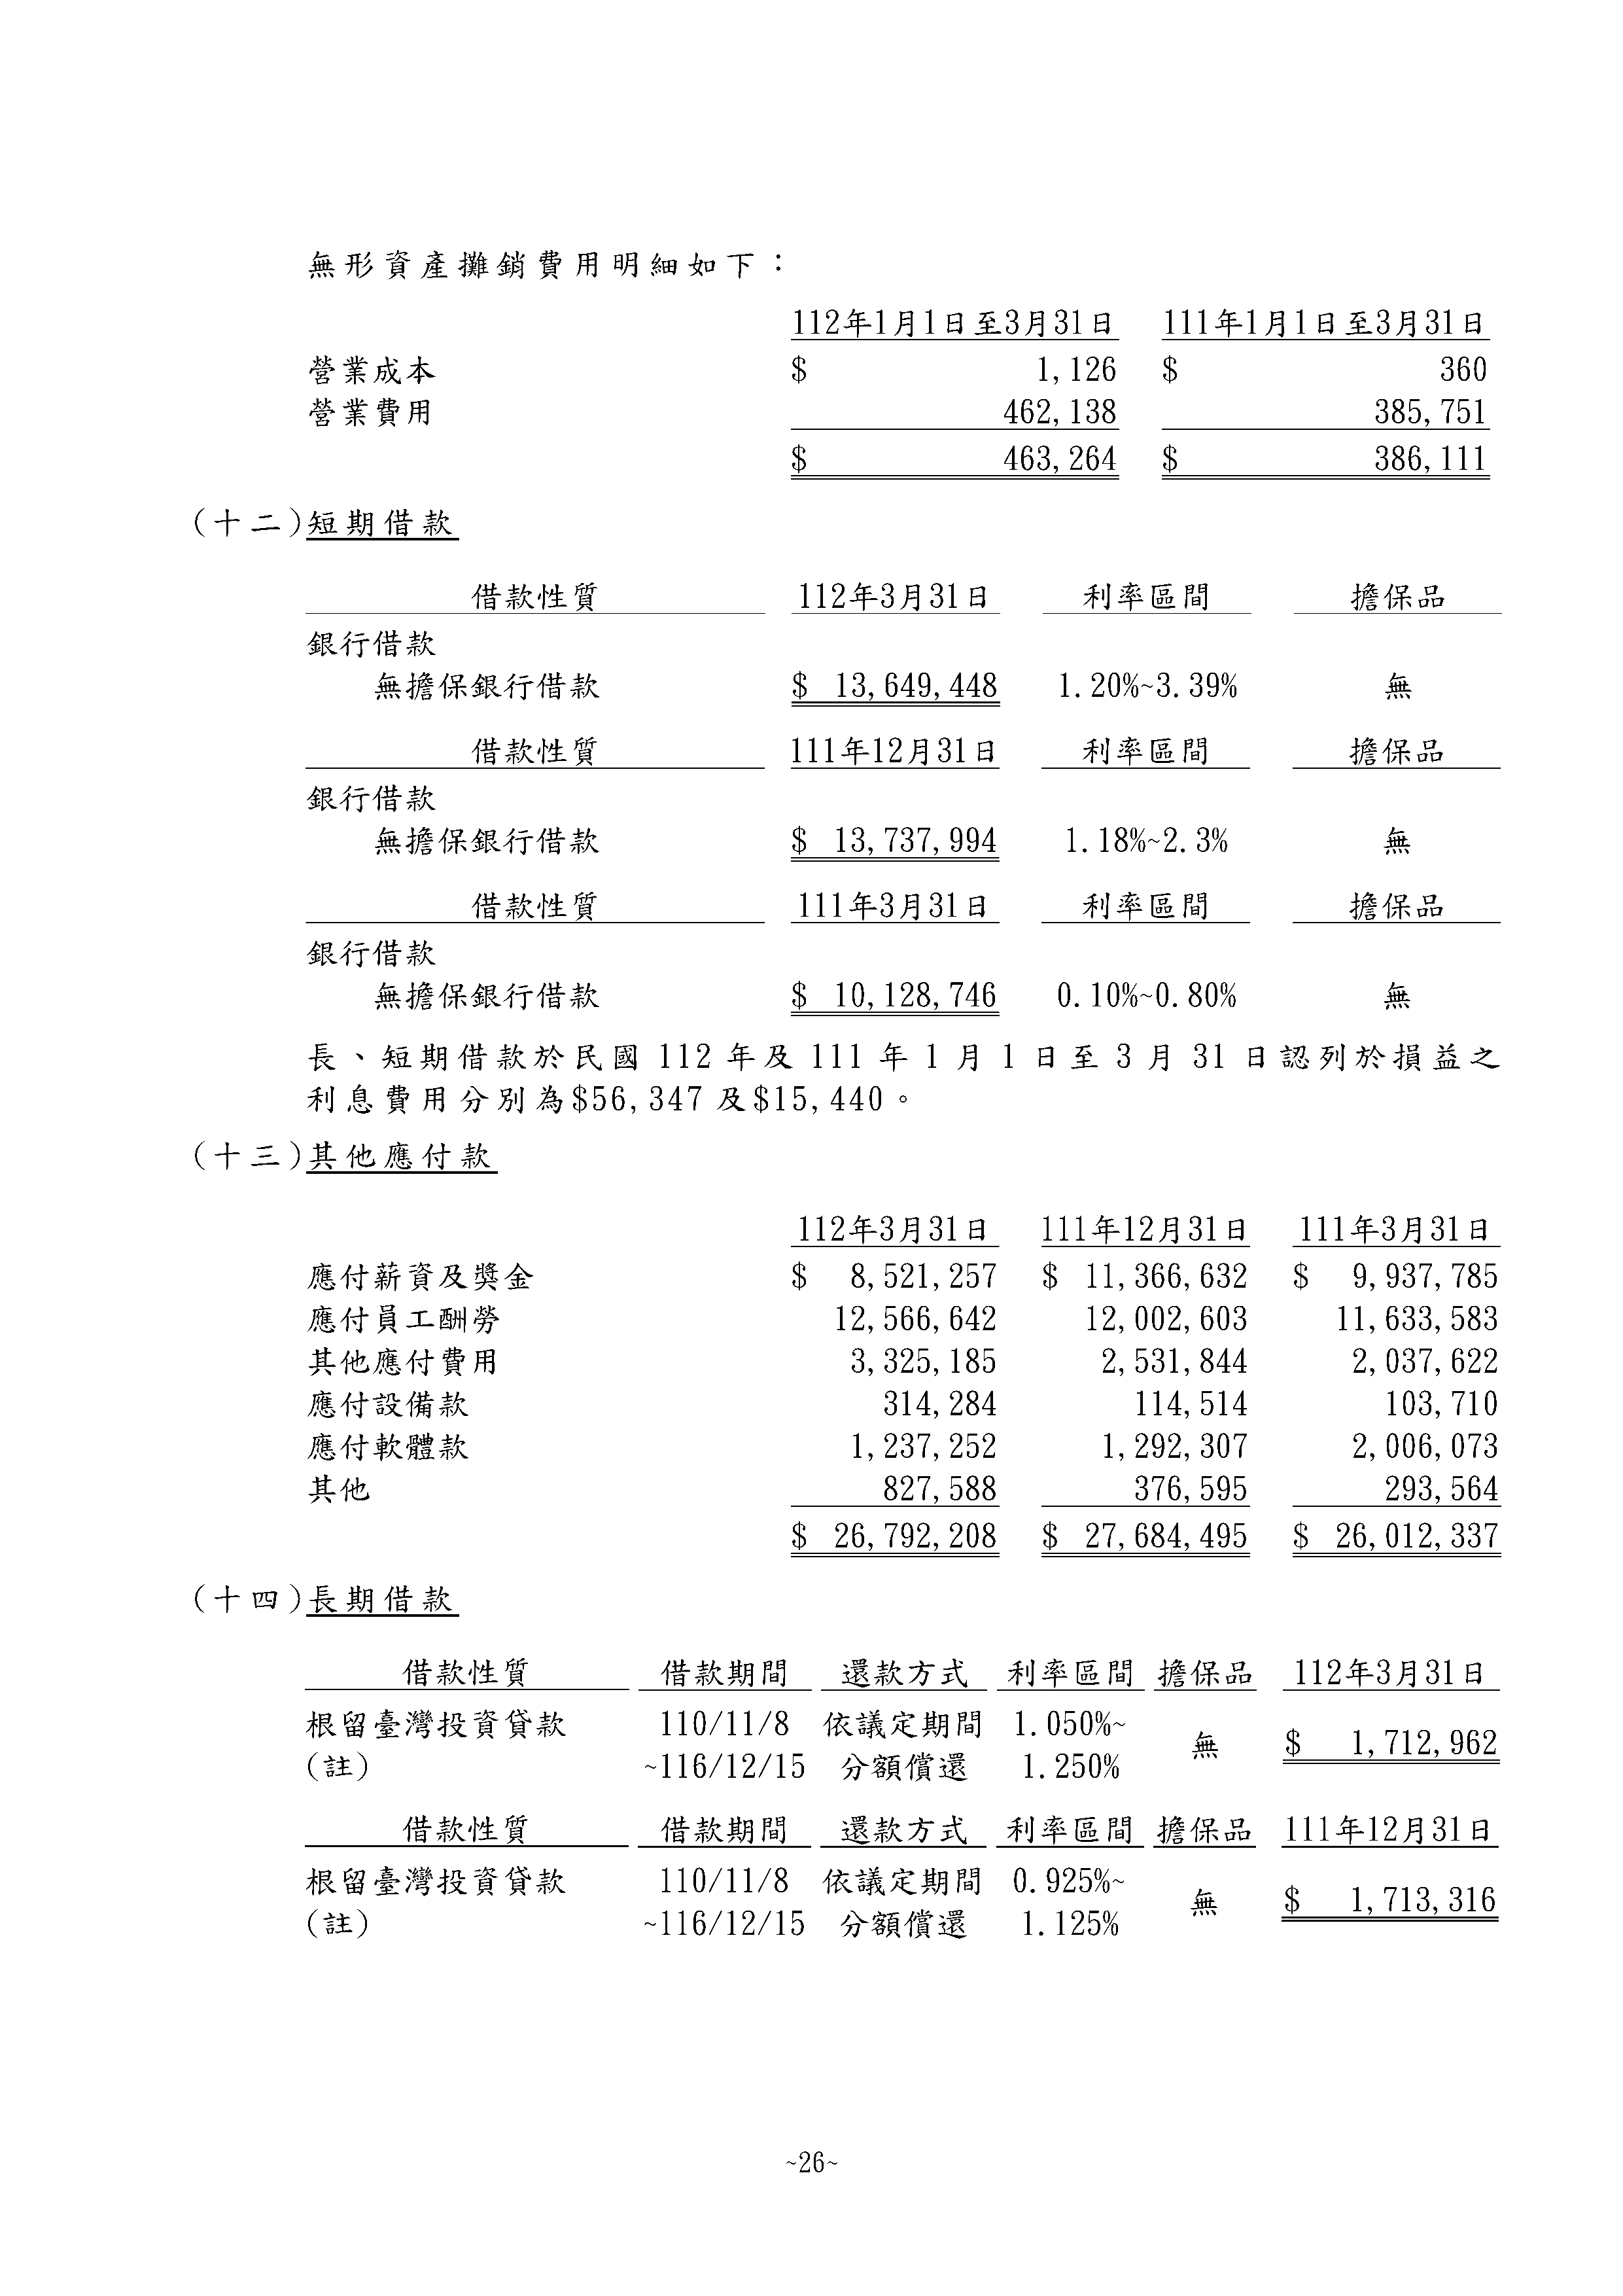 無形資產攤銷費用明細如下：
112年1月1日至3月31日 111年1月1日至3月31日
營業成本 $ 1,126 $ 360
營業費用 462,138 385,751
$ 463,264 $ 386,111
(十二)短期借款
借款性質 112年3月31日 利率區間 擔保品
銀行借款
無擔保銀行借款 $ 13,649,448 1.20%~3.39% 無
借款性質 111年12月31日 利率區間 擔保品
銀行借款
無擔保銀行借款 $ 13,737,994 1.18%~2.3% 無
借款性質 111年3月31日 利率區間 擔保品
銀行借款
無擔保銀行借款 $ 10,128,746 0.10%~0.80% 無
長、短期借款於民國 112 年及 111 年 1 月 1 日至 3 月 31 日認列於損益之
利息費用分別為$56,347 及$15,440。
(十三)其他應付款
112年3月31日 111年12月31日 111年3月31日
應付薪資及獎金 $ 8,521,257 $ 11,366,632 $ 9,937,785
應付員工酬勞 12,566,642 12,002,603 11,633,583
其他應付費用 3,325,185 2,531,844 2,037,622
應付設備款 314,284 114,514 103,710
應付軟體款 1,237,252 1,292,307 2,006,073
其他 827,588 376,595 293,564
$ 26,792,208 $ 27,684,495 $ 26,012,337
(十四)長期借款
借款性質 借款期間 還款方式 利率區間 擔保品 112年3月31日
根留臺灣投資貸款 110/11/8 依議定期間 1.050%~
無 $ 1,712,962
(註) ~116/12/15 分額償還 1.250%
借款性質 借款期間 還款方式 利率區間 擔保品 111年12月31日
根留臺灣投資貸款 110/11/8 依議定期間 0.925%~
無 $ 1,713,316
(註) ~116/12/15 分額償還 1.125%
~26~